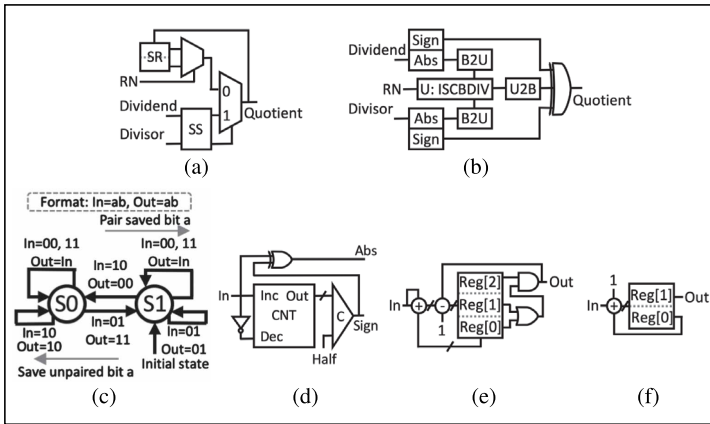 SR
RN
0
Dividend
1
Quotient
Divisor
SS
(a)
Sign
Dividend
Abs
B2U
RN
U: ISCBDIV
U2B
Quotient
Divisor
Abs
B2U
Sign
(b)
Format: In=ab, Out=ab
Pair saved bit a
In=00, 11
Out=In
In=10
Out=00
In=00, 11
Out=In
S0
S1
In=10
Out=10
In=01
Out=11
In=01
Out=01
Initial state
Save unpaired bit a
(c)
Abs
In
Inc Out
CNT
Dec
C
Sign
Half
(d)
In
+
-
1
Reg[2]
Reg[1]
Reg[0]
Out
(e)
1
In
+
Reg[1]
Reg[0]
Out
(f)